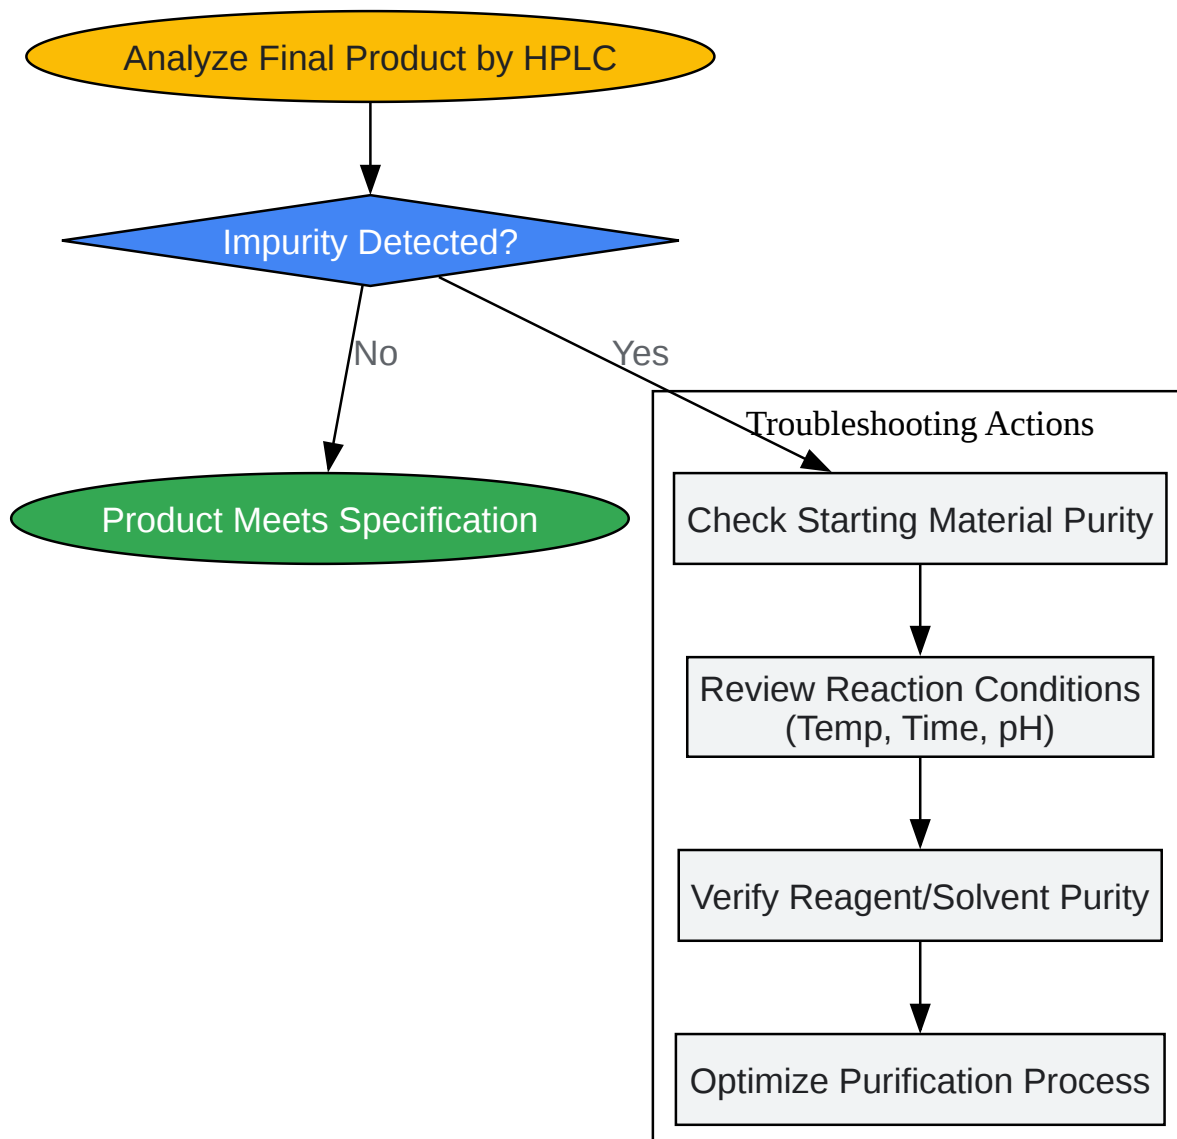 Analyze Final Product by HPLC
Impurity Detected?
No
Yes
Troubleshooting Actions
Product Meets Specification
Check Starting Material Purity
Review Reaction Conditions
(Temp, Time, pH)
Verify Reagent/Solvent Purity
Optimize Purification Process